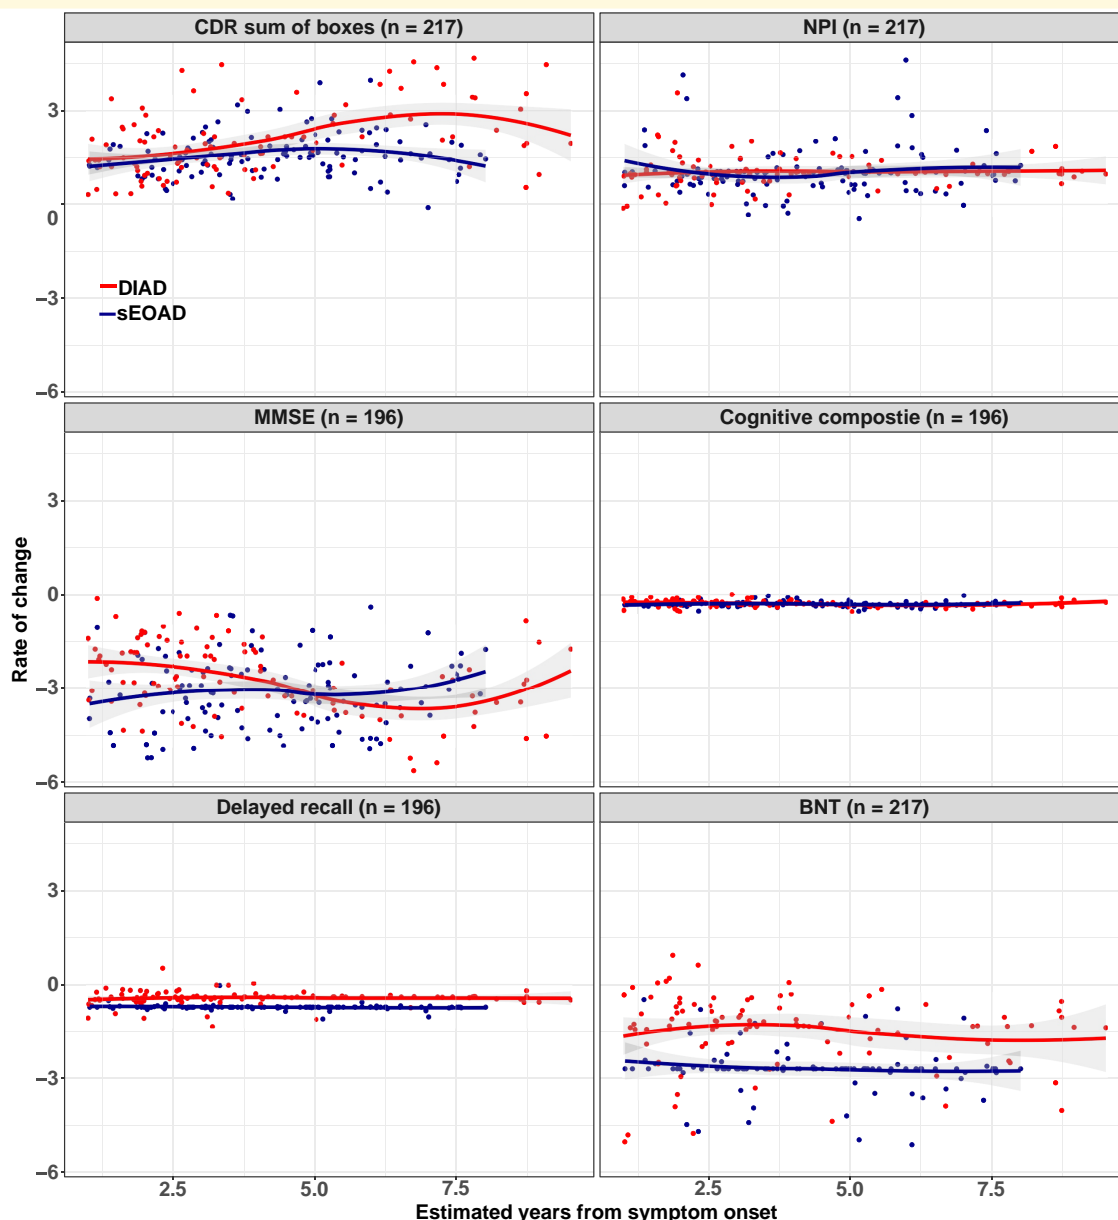 CDR sum of boxes (n = 217)
NPI (n = 217)
3
0
−3
−6
DIAD
sEOAD
MMSE (n = 196)
Cognitive compostie (n = 196)
3
0
−3
−6
Rate of change
Delayed recall (n = 196)
BNT (n = 217)
3
0
−3
−6
2.5 5.0 7.5 2.5 5.0 7.5
Estimated years from symptom onset